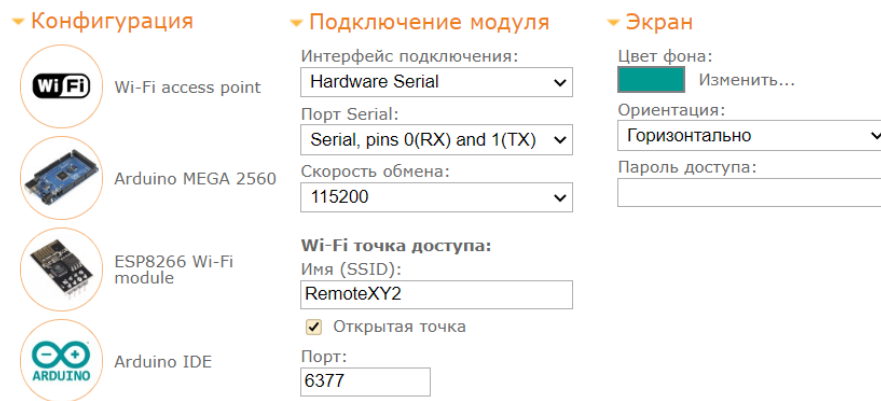 Конфигурация
WiFi
Wi-Fi access point
Arduino MEGA 2560
ESP8266 Wi-Fi
module
ARDUINO
Arduino IDE
Подключение модуля
Интерфейс подключения:
Hardware Serial
Порт Serial:
Serial, pins 0(RX) and 1(TX)
Скорость обмена:
115200
Wi-Fi точка доступа:
Имя (SSID):
RemoteXY2
Открытая точка
Порт:
6377
Экран
Цвет фона:
Изменить...
Ориентация:
Горизонтально
Пароль доступа: